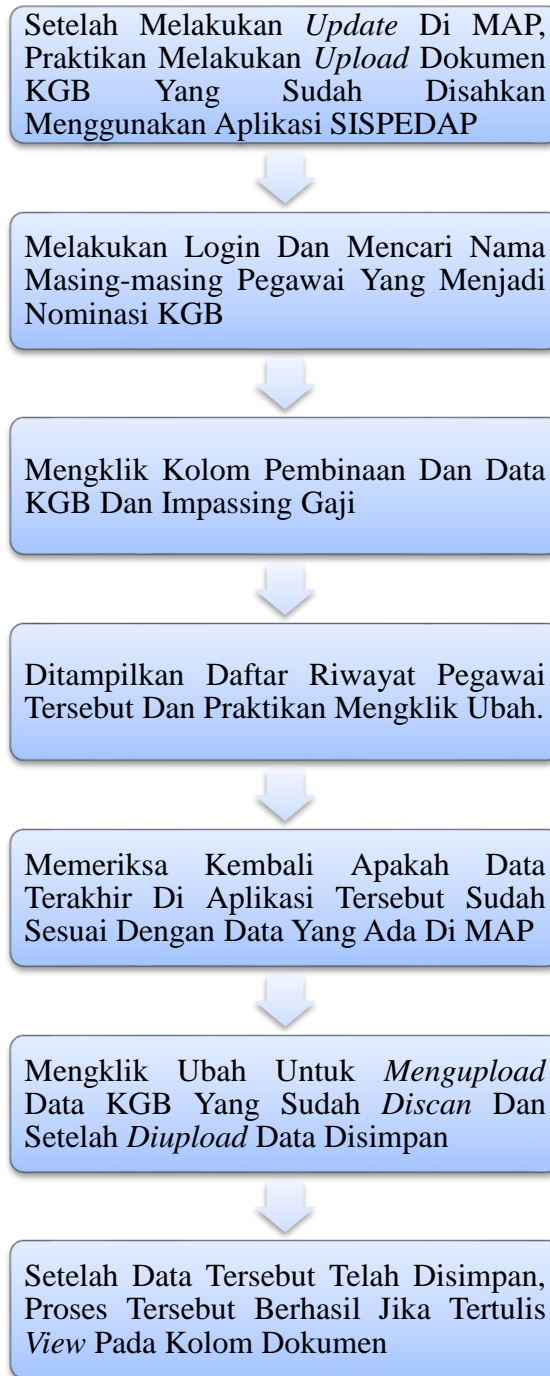 Setelah Melakukan Update Di MAP,
Praktikan Melakukan Upload Dokumen
KGB Yang Sudah Disahkan
Menggunakan Aplikasi SISPEDAP
Melakukan Login Dan Mencari Nama
Masing-masing Pegawai Yang Menjadi
Nominasi KGB
Mengklik Kolom Pembinaan Dan Data
KGB Dan Impassing Gaji
Ditampilkan Daftar Riwayat Pegawai
Tersebut Dan Praktikan Mengklik Ubah.
Memeriksa Kembali Apakah Data
Terakhir Di Aplikasi Tersebut Sudah
Sesuai Dengan Data Yang Ada Di MAP
Mengklik Ubah Untuk Mengupload
Data KGB Yang Sudah Discan Dan
Setelah Diupload Data Disimpan
Setelah Data Tersebut Telah Disimpan,
Proses Tersebut Berhasil Jika Tertulis
View Pada Kolom Dokumen